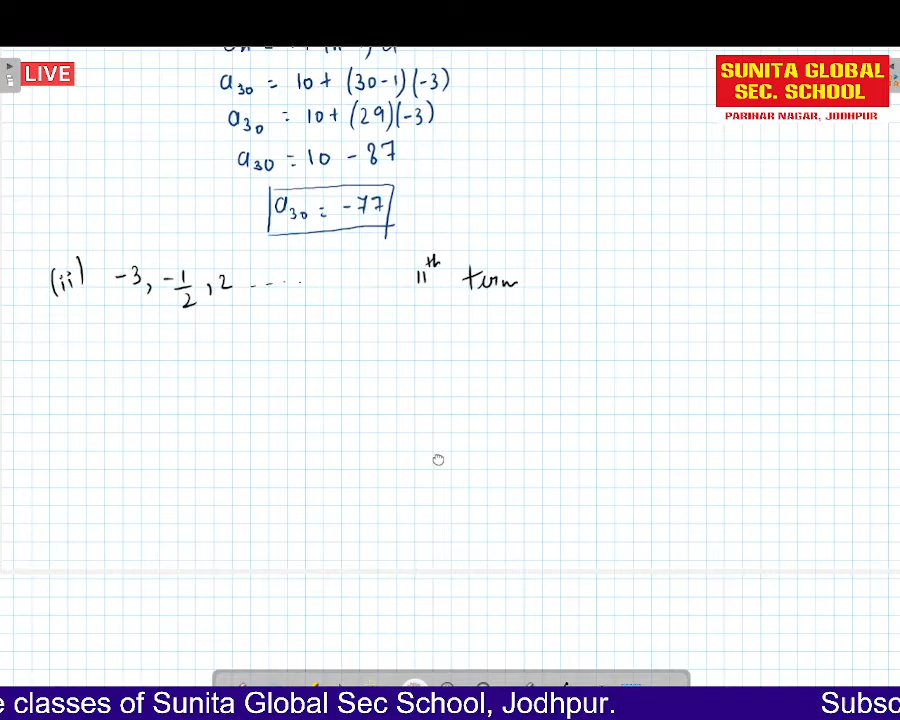 LIVE
SUNITA GLOBAL
SEC. SCHOOL
PARIHAR NAGAR, JODHPUR
a₃₀ = 10 + (30-1)(-3)
a₃₀ = 10 + (29)(-3)
a₃₀ = 10 - 87
a₃₀ = -77
(ii) -3, -1/2, 2 ..... 11th term
e classes of Sunita Global Sec School, Jodhpur. Subsc